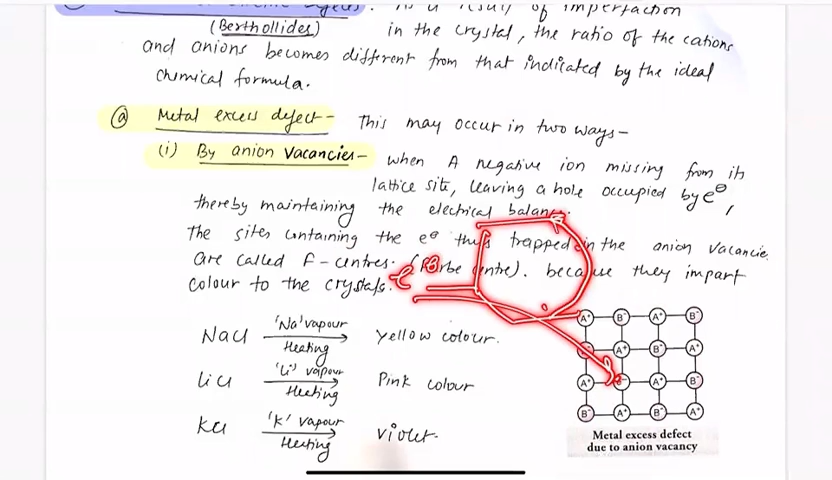 (Berthollides) in the crystal, the ratio of the cations
and anions becomes different from that indicated by the ideal
chemical formula.
ⓐ Metal excess defect- This may occur in two ways-
(i) By anion Vacancies- when A negative ion missing from its
lattice site, leaving a hole occupied by e⊖,
thereby maintaining the electrical balance.
The sites containing the e⊖ thus trapped in the anion vacancie
are called F-centres. because they impart
colour to the crystals. e⊖
NaCl 'Na' vapour Heating Yellow colour.
LiCl 'Li' vapour Heating Pink colour
KCl 'K' vapour Heating violet.
A⁺ B⁻ A⁺ B⁻
A⁺ B⁻ A⁺
A⁺ A⁺ B⁻
B⁻ A⁺ B⁻ A⁺
Metal excess defect
due to anion vacancy